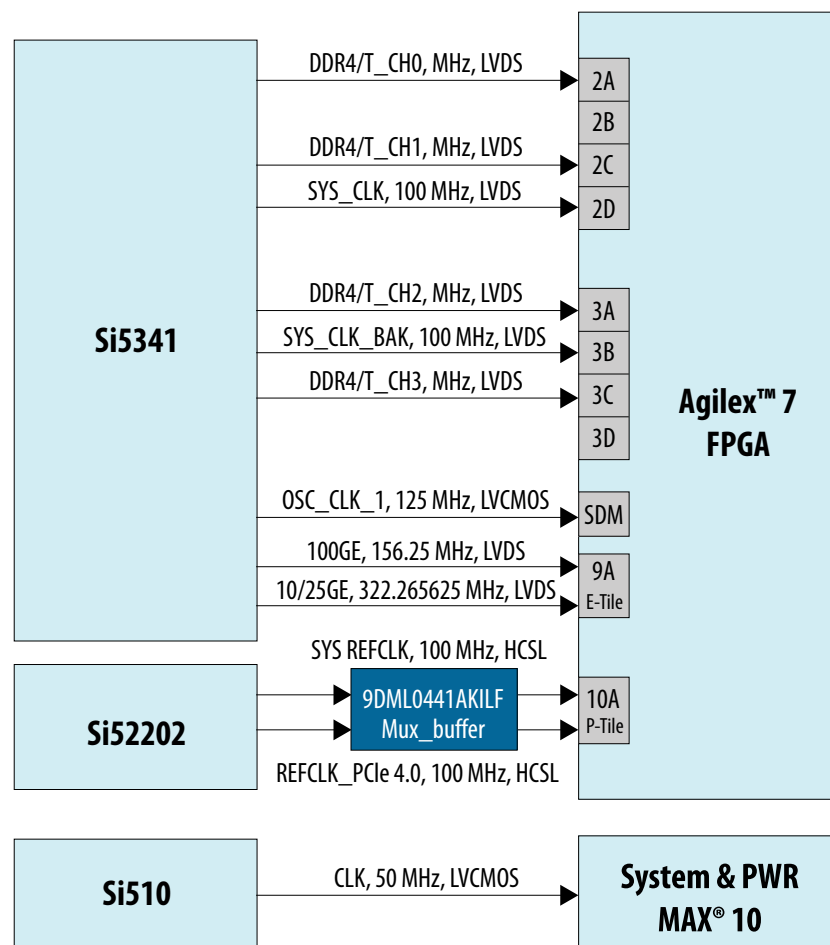 DDR4/T_CH0, MHz, LVDS
2A
2B
DDR4/T_CH1, MHz, LVDS
2C
SYS_CLK, 100 MHz, LVDS
2D
Si5341
DDR4/T_CH2, MHz, LVDS
3A
SYS_CLK_BAK, 100 MHz, LVDS
3B
DDR4/T_CH3, MHz, LVDS
3C
3D
Agilex™ 7
FPGA
OSC_CLK_1, 125 MHz, LVCMOS
SDM
100GE, 156.25 MHz, LVDS
9A
10/25GE, 322.265625 MHz, LVDS
E-Tile
SYS REFCLK, 100 MHz, HCSL
Si52202
9DML0441AKILF
Mux_buffer
10A
P-Tile
REFCLK_PCIe 4.0, 100 MHz, HCSL
Si510
CLK, 50 MHz, LVCMOS
System & PWR
MAX® 10